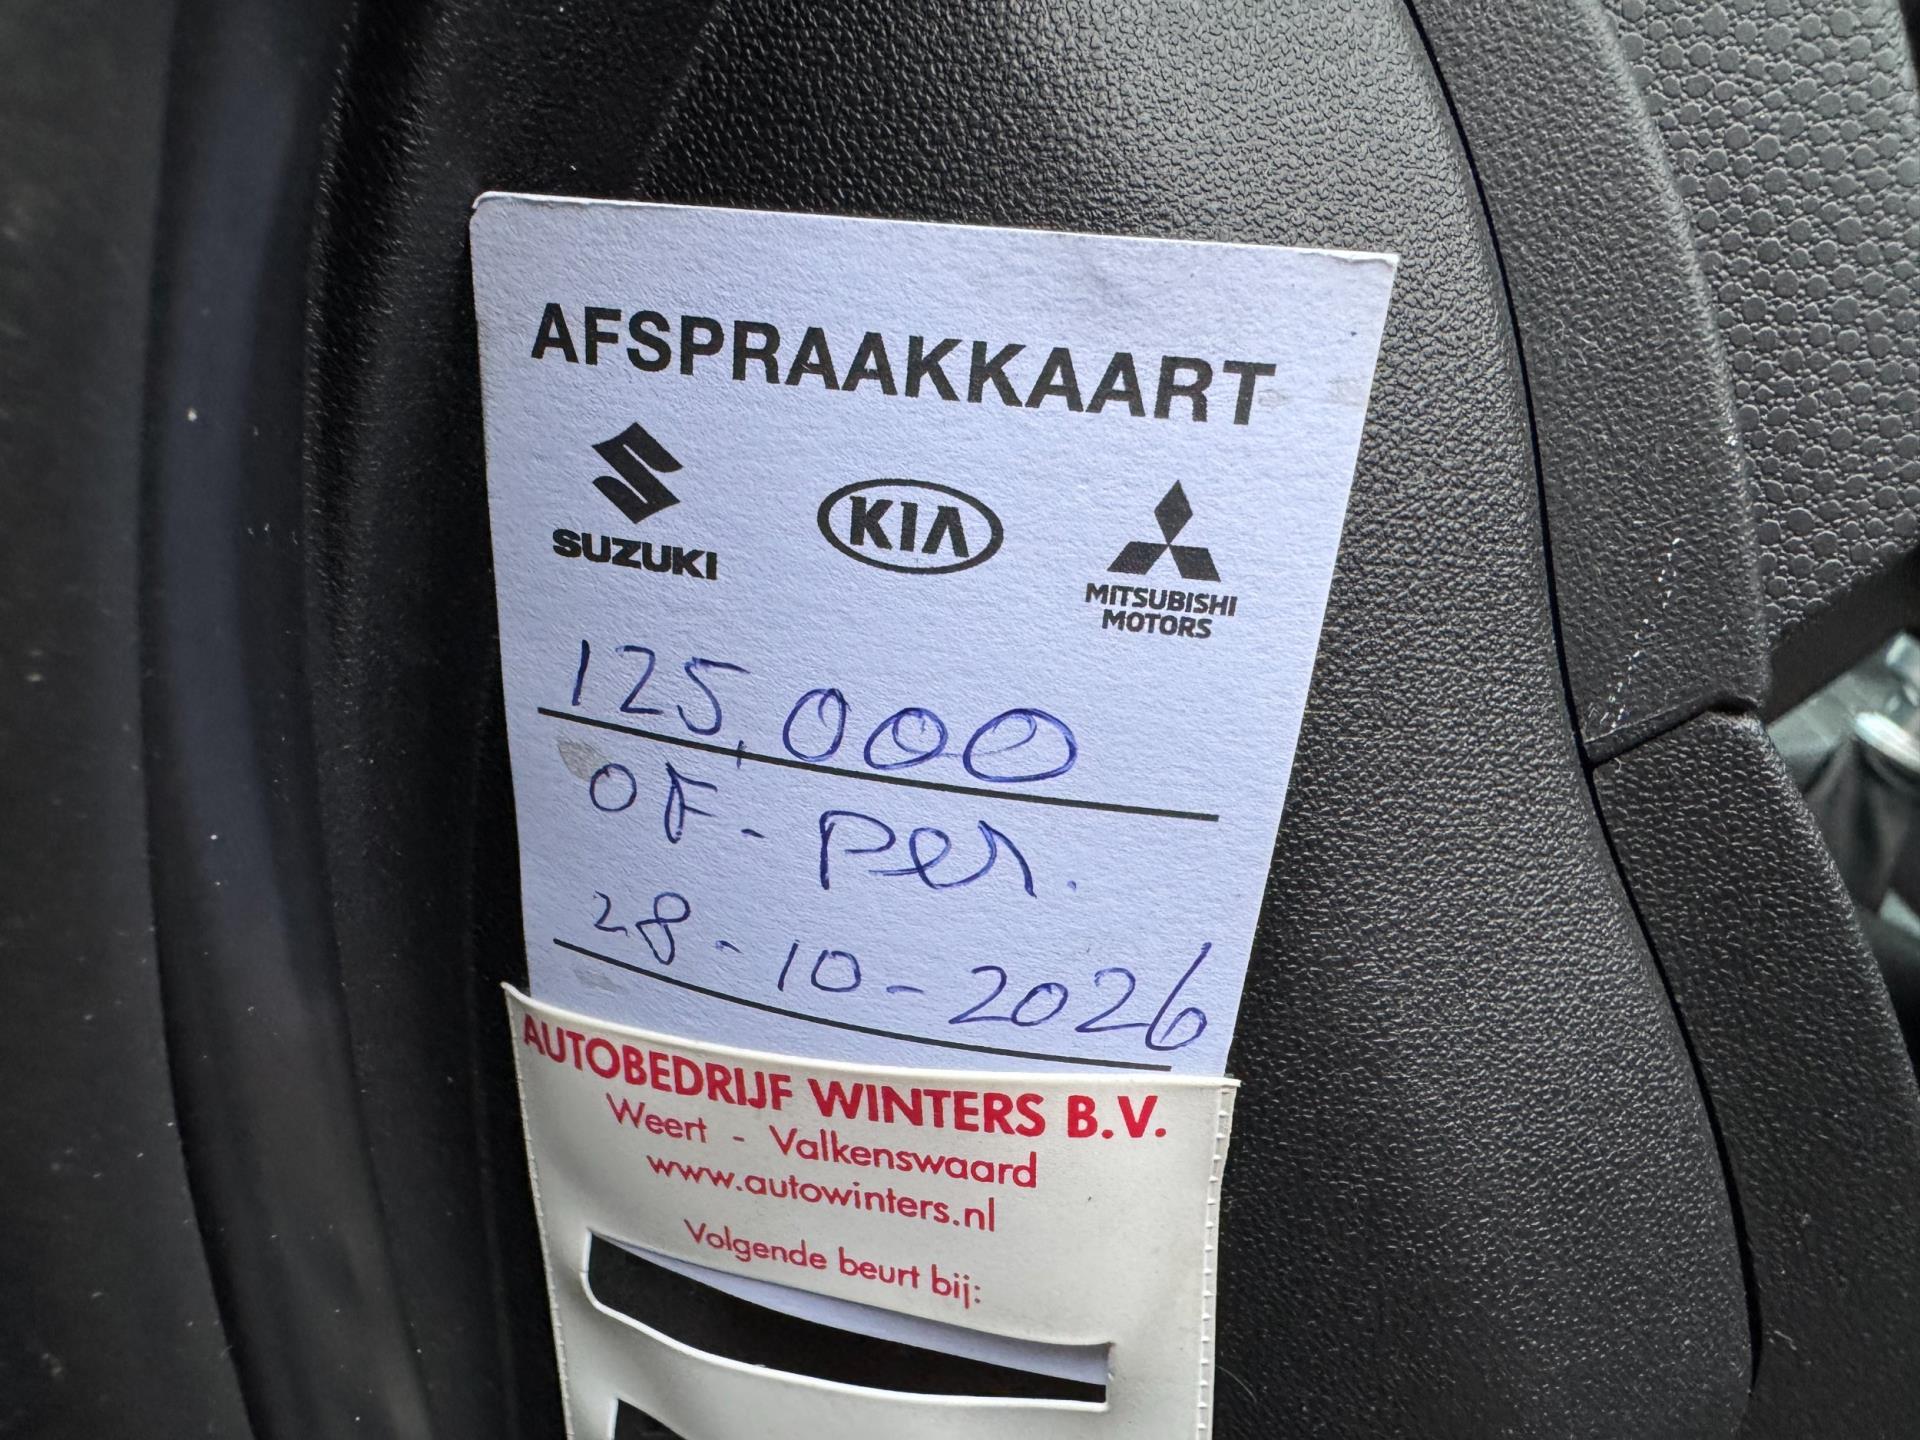 AFSPRAAKKAART
SUZUKI
KIA
MITSUBISHI
MOTORS
125.000
OF - per.
28-10-2026
AUTOBEDRIJF WINTERS B.V.
Weert - Valkenswaard
www.autowinters.nl
Volgende beurt bij: